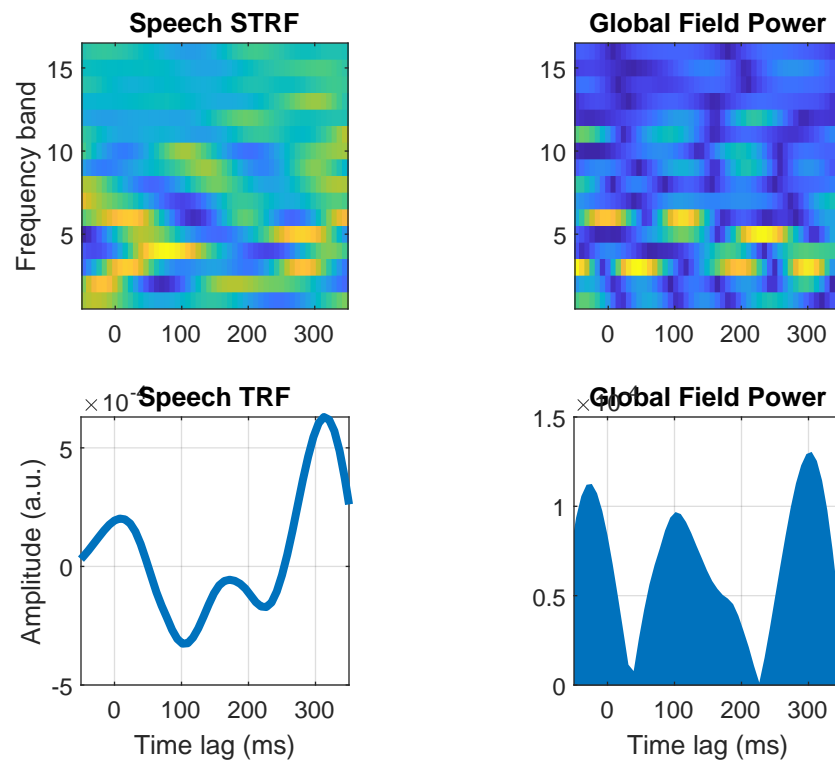 Speech STRF
15
10
5
0 100 200 300
Frequency band
Global Field Power
15
10
5
0 100 200 300
Speech TRF
× 10⁻⁴
5
0
-5
0 100 200 300
Amplitude (a.u.)
Time lag (ms)
Global Field Power
1.5
1
0.5
0
0 100 200 300
Time lag (ms)